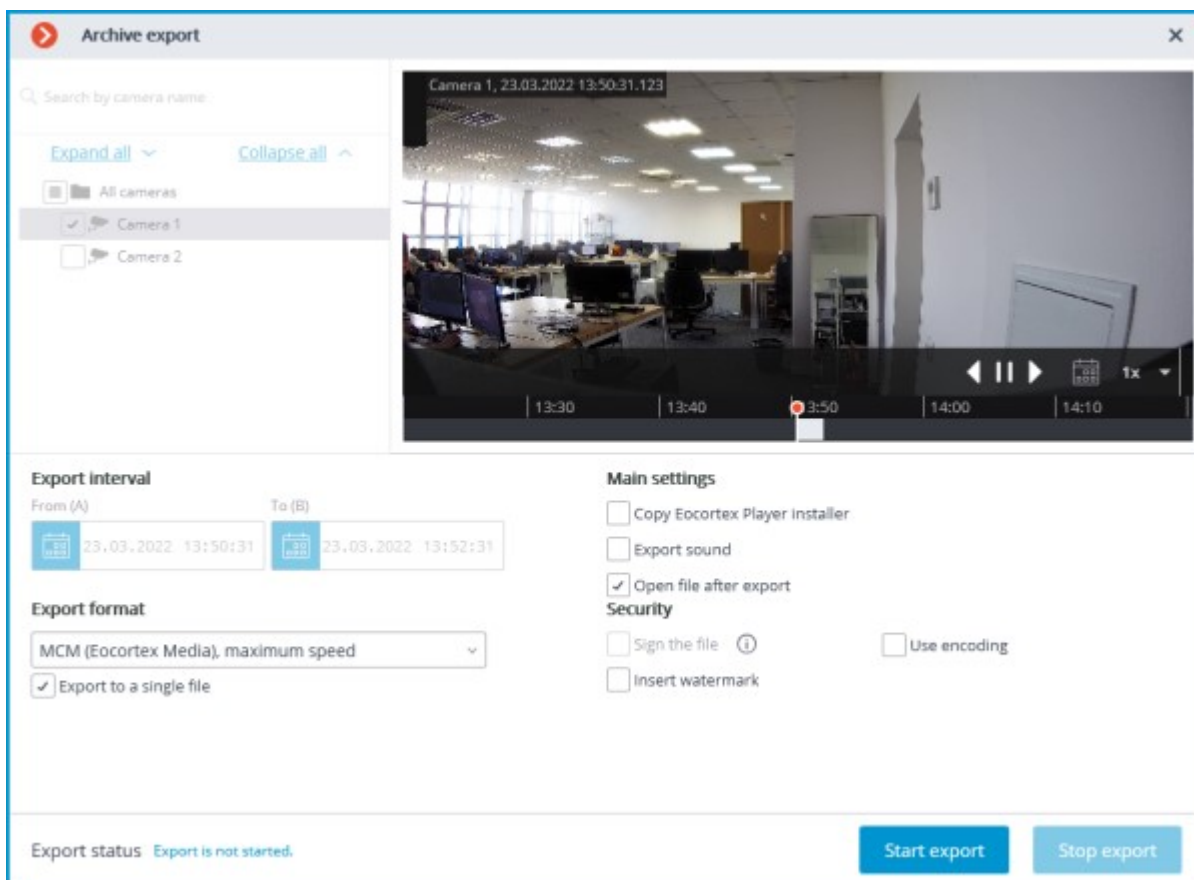 Archive export
Search by camera name
Expand all
Collapse all
All cameras
Camera 1
Camera 2
Camera 1, 23.03.2022 13:50:31.123
1x
13:30 13:40 3:50 14:00 14:10
Export interval
From (A) To (B)
23.03.2022 13:50:31 23.03.2022 13:52:31
Export format
MCM (Eocortex Media), maximum speed
Export to a single file
Main settings
Copy Eocortex Player installer
Export sound
Open file after export
Security
Sign the file Use encoding
Insert watermark
Export status Export is not started.
Start export Stop export